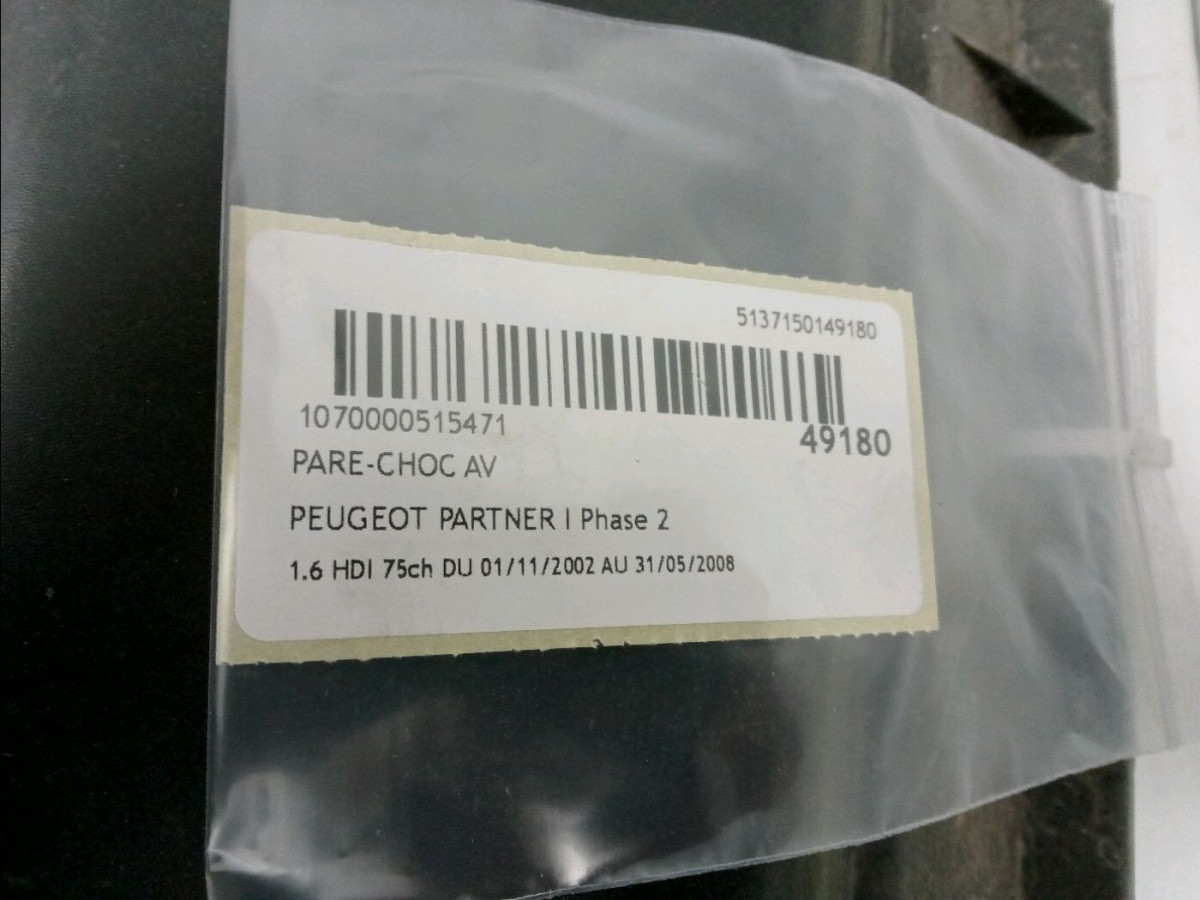 5137150149180
1070000515471
49180
PARE-CHOC AV
PEUGEOT PARTNER I Phase 2
1.6 HDI 75ch DU 01/11/2002 AU 31/05/2008